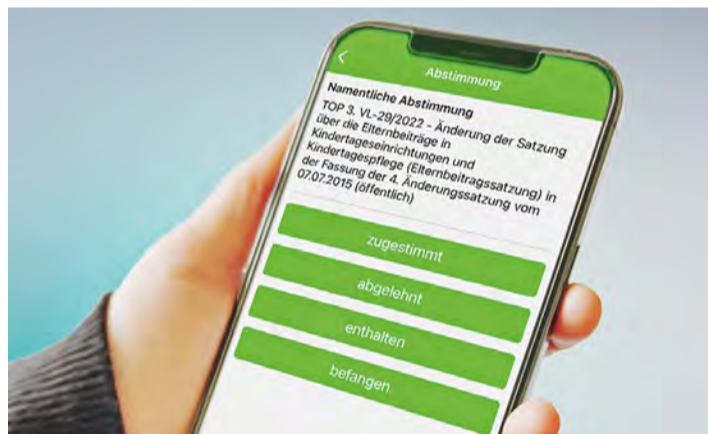 Abstimmung
Namentliche Abstimmung
TOP 3, VL-29/2022 - Änderung der Satzung
über die Elternbeiträge in
Kindertageseinrichtungen und
Kindertagespflege (Elternbeitragssatzung) in
der Fassung der 4. Änderungssatzung vom
07.07.2015 (öffentlich)
zugestimmt
abgelehnt
enthalten
befangen